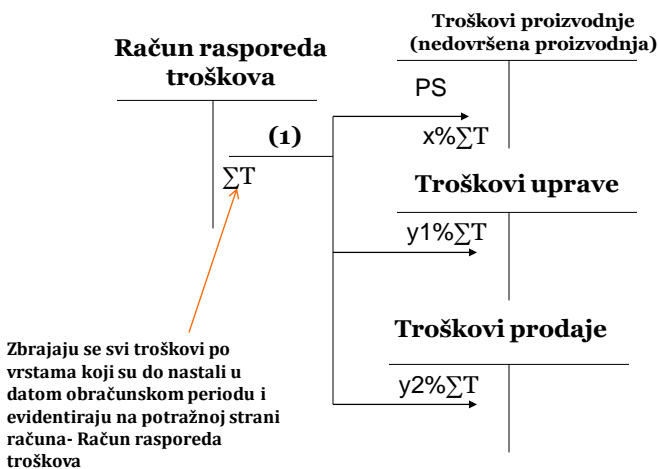 Troškovi proizvodnje
(nedovršena proizvodnja)
Račun rasporeda
troškova
PS
(1)
x%∑T
∑T
Troškovi uprave
y1%∑T
Troškovi prodaje
y2%∑T
Zbrajaju se svi troškovi po
vrstama koji su do nastali u
datom obračunskom periodu i
evidentiraju na potražnoj strani
računa- Račun rasporeda
troškova